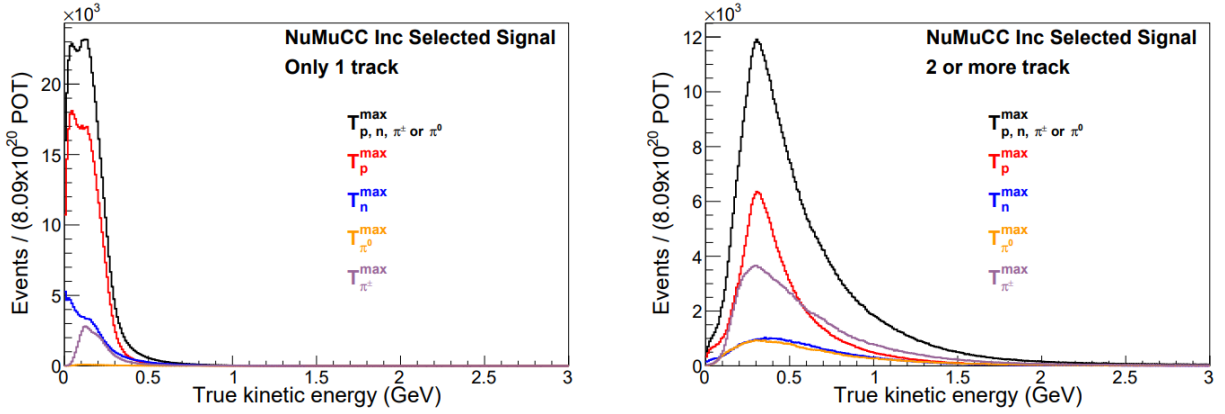 ×10³
NuMuCC Inc Selected Signal
Only 1 track
T^max_p, n, π± or π⁰
T^max_p
T^max_n
T^max_π⁰
T^max_π±
Events / (8.09x10²⁰ POT)
20
15
10
5
0
0 0.5 1 1.5 2 2.5 3
True kinetic energy (GeV)
×10³
NuMuCC Inc Selected Signal
2 or more track
T^max_p, n, π± or π⁰
T^max_p
T^max_n
T^max_π⁰
T^max_π±
Events / (8.09x10²⁰ POT)
12
10
8
6
4
2
0
0 0.5 1 1.5 2 2.5 3
True kinetic energy (GeV)